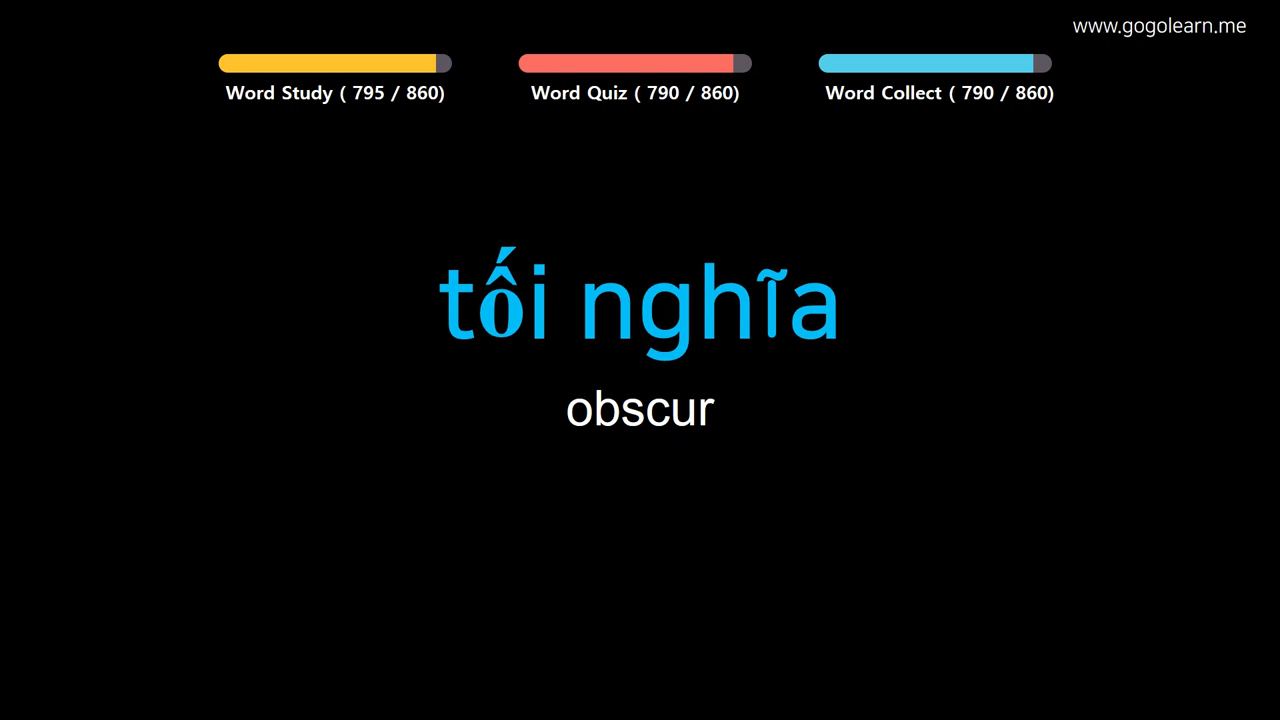 www.gogolearn.me
Word Study ( 795 / 860)
Word Quiz ( 790 / 860)
Word Collect ( 790 / 860)
tối nghĩa
obscur